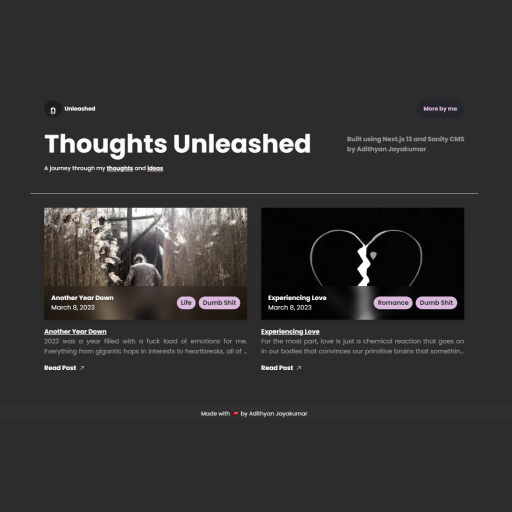 Unleashed
More by me
Thoughts Unleashed
Built using Next.js 13 and Sanity CMS
by Adithyan Jayakumar
A journey through my thoughts and ideas
Another Year Down
March 8, 2023
Life
Dumb Shit
Experiencing Love
March 8, 2023
Romance
Dumb Shit
Another Year Down
2022 was a year filled with a fuck load of emotions for me.
Everything from gigantic hops in interests to heartbreaks, all of ...
Read Post ↗
Experiencing Love
For the most part, love is just a chemical reaction that goes on
in our bodies that convinces our primitive brains that somethin...
Read Post ↗
Made with ❤️ by Adithyan Jayakumar